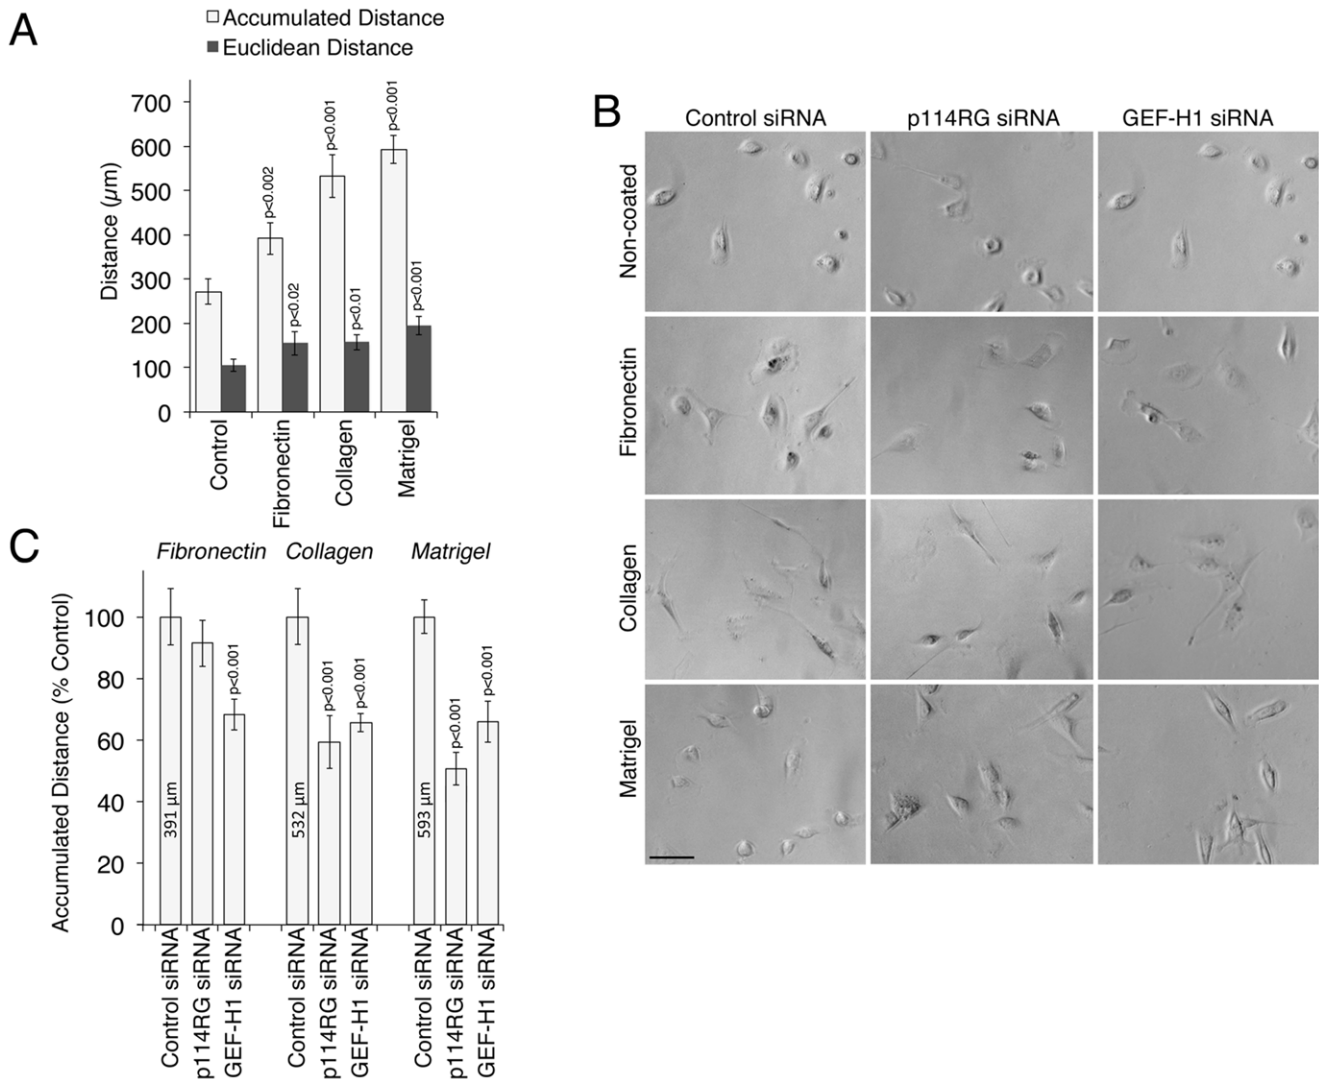 A
Accumulated Distance
Euclidean Distance
Distance (µm)
700
600
500
400
300
200
100
0
p<0.002
p<0.02
p<0.001
p<0.01
p<0.001
p<0.001
Control
Fibronectin
Collagen
Matrigel
B
Control siRNA
p114RG siRNA
GEF-H1 siRNA
Non-coated
Fibronectin
Collagen
Matrigel
C
Fibronectin
Collagen
Matrigel
Accumulated Distance (% Control)
100
80
60
40
20
0
391 µm
p<0.001
532 µm
p<0.001
p<0.001
593 µm
p<0.001
p<0.001
Control siRNA
p114RG siRNA
GEF-H1 siRNA
Control siRNA
p114RG siRNA
GEF-H1 siRNA
Control siRNA
p114RG siRNA
GEF-H1 siRNA